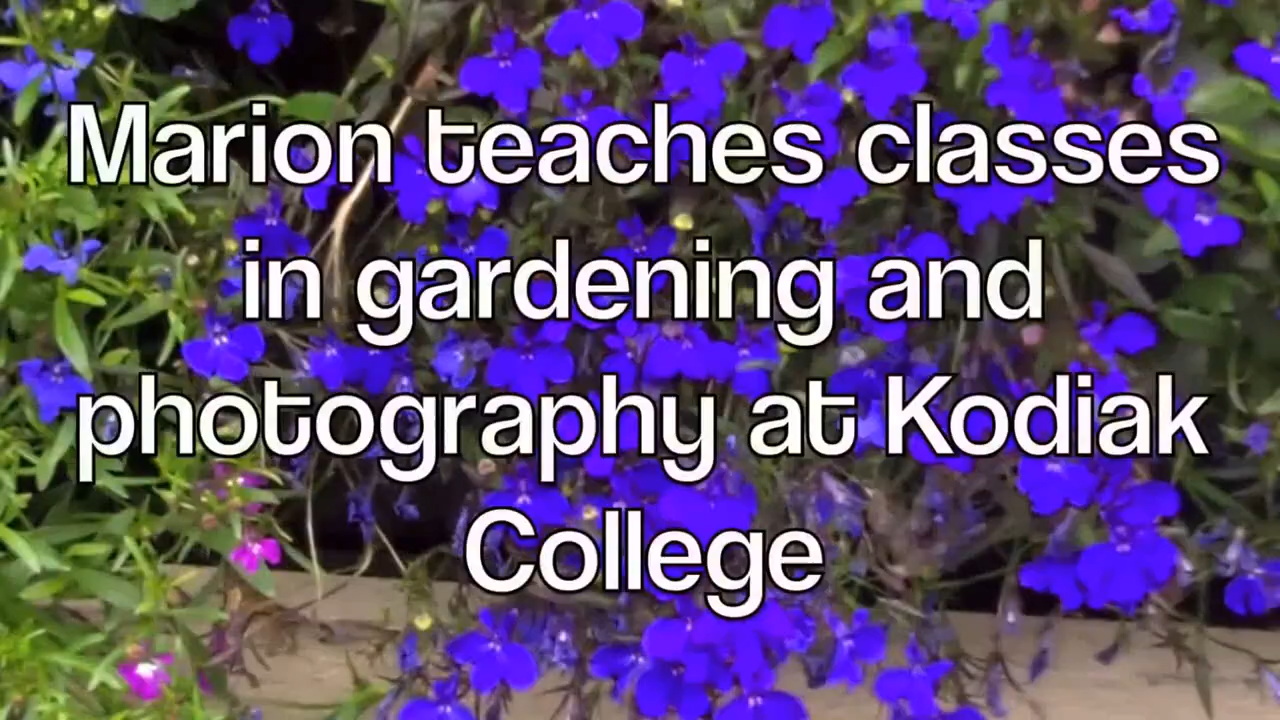 Marion teaches classes
in gardening and
photography at Kodiak
College